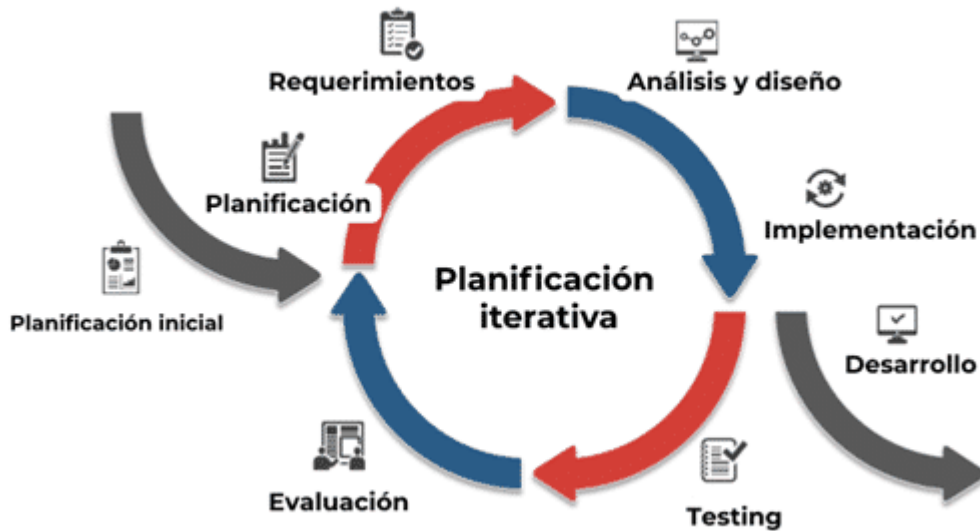 Requerimientos
Análisis y diseño
Planificación
Implementación
Planificación
iterativa
Planificación inicial
Desarrollo
Evaluación
Testing